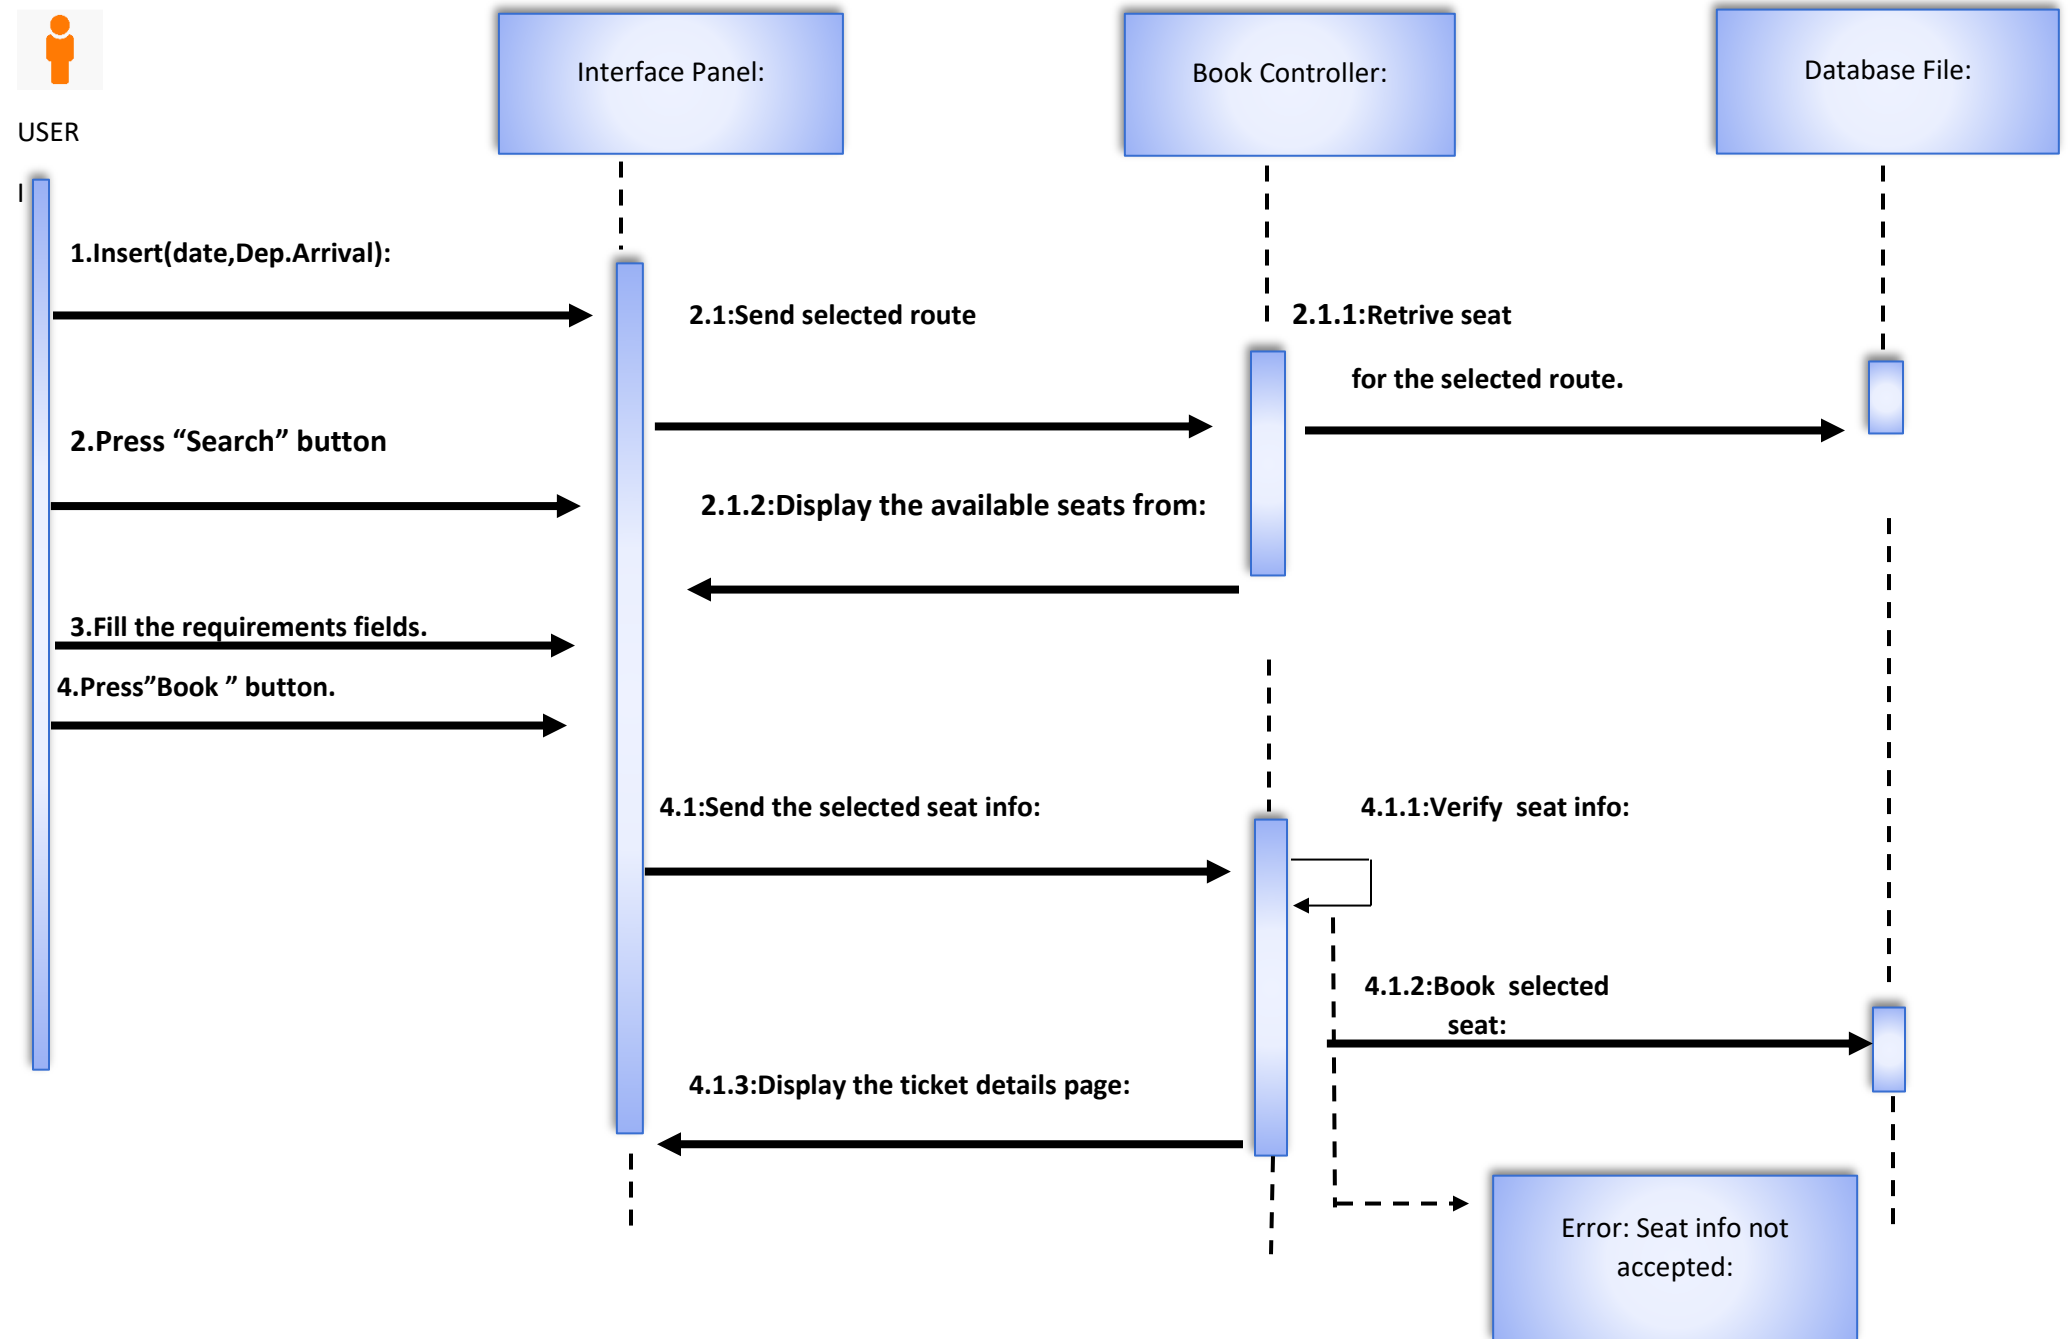 Interface Panel:
Book Controller:
Database File:
USER
I
1.Insert(date,Dep.Arrival):
2.1:Send selected route
2.1.1:Retrive seat
for the selected route.
2.Press “Search” button
2.1.2:Display the available seats from:
3.Fill the requirements fields.
4.Press”Book ” button.
4.1:Send the selected seat info:
4.1.1:Verify  seat info:
4.1.2:Book  selected
seat:
4.1.3:Display the ticket details page:
Error: Seat info not
accepted: